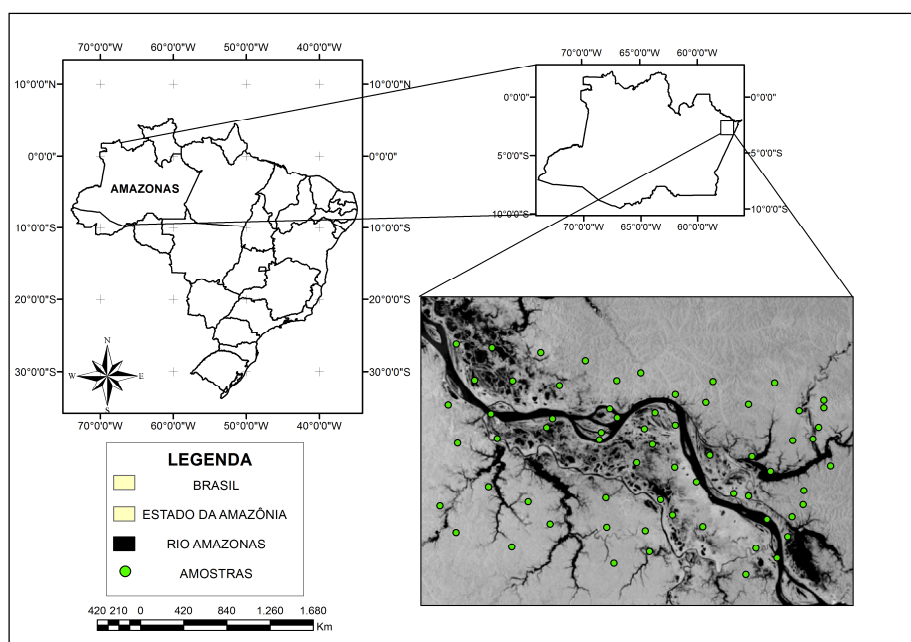 70°0'0"W 60°0'0"W 50°0'0"W 40°0'0"W
10°0'0"N
10°0'0"N
0°0'0"
0°0'0"
AMAZONAS
10°0'0"S
10°0'0"S
20°0'0"S
20°0'0"S
30°0'0"S
30°0'0"S
N
W
E
S
70°0'0"W 60°0'0"W 50°0'0"W 40°0'0"W
70°0'0"W 65°0'0"W 60°0'0"W
0°0'0"
0°0'0"
5°0'0"S
5°0'0"S
10°0'0"S
10°0'0"S
70°0'0"W 65°0'0"W 60°0'0"W
LEGENDA
BRASIL
ESTADO DA AMAZÔNIA
RIO AMAZONAS
AMOSTRAS
420 210 0 420 840 1.260 1.680
Km